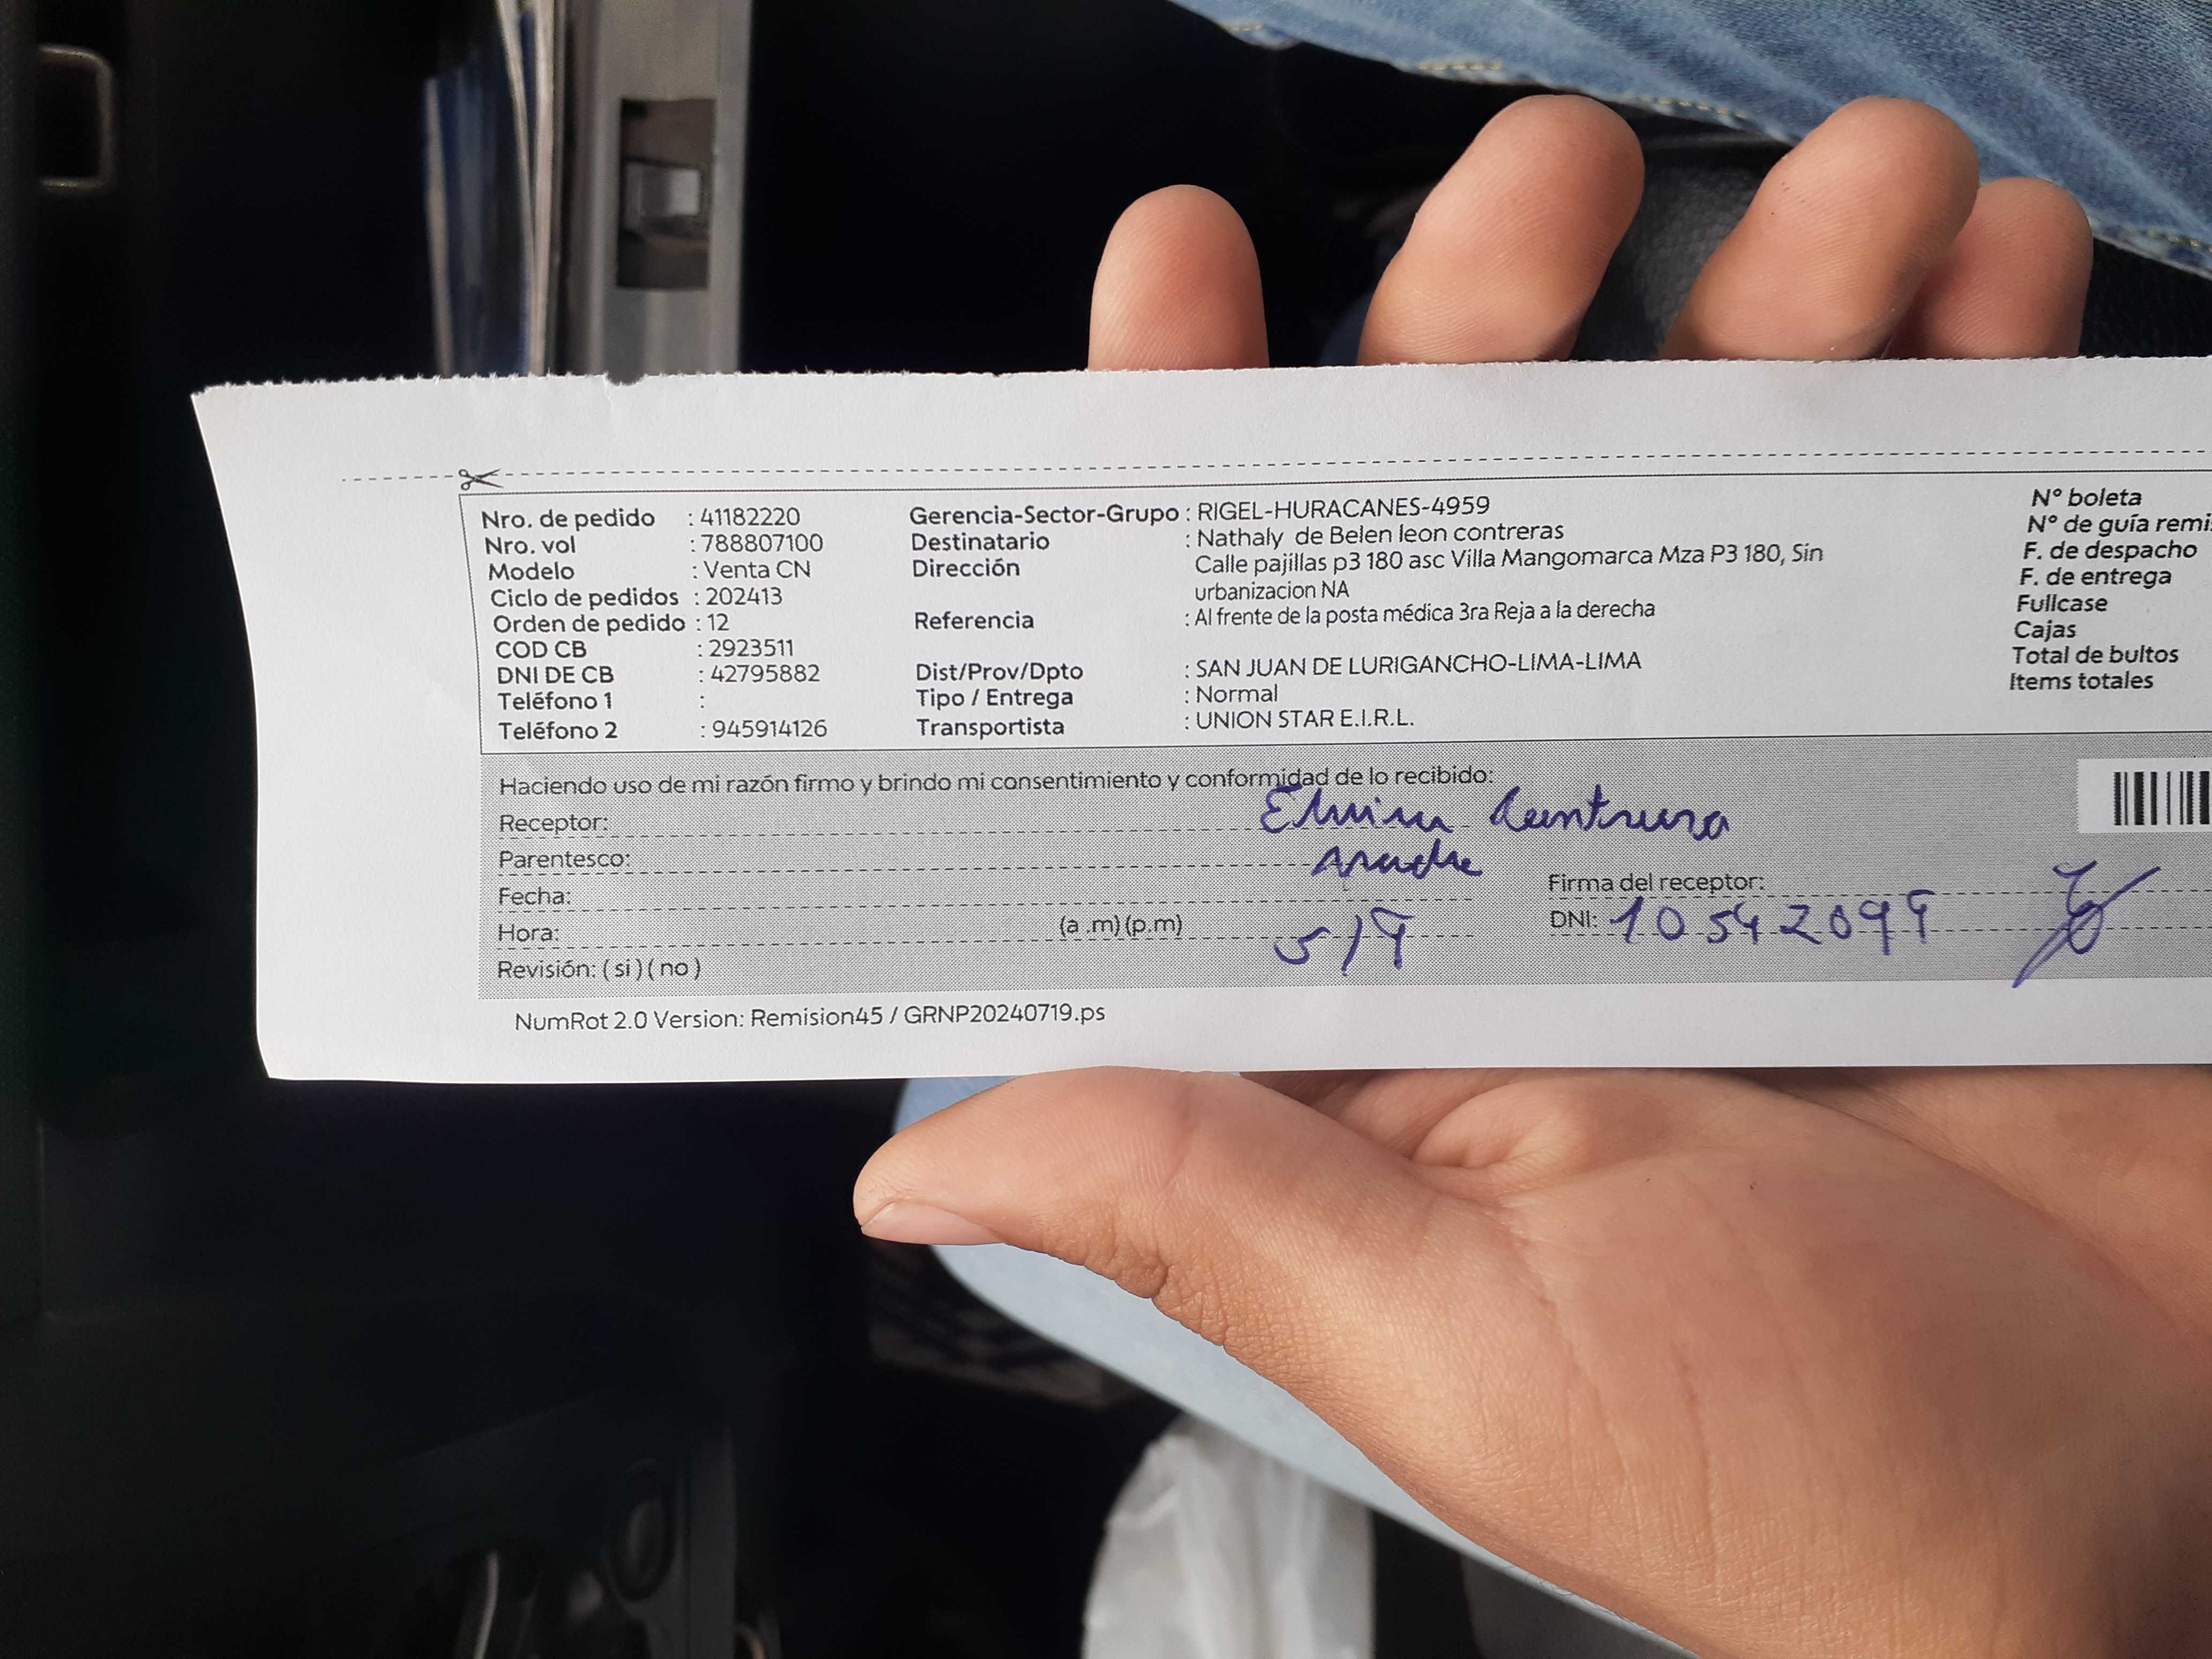 Nro. de pedido : 41182220 Gerencia-Sector-Grupo : RIGEL-HURACANES-4959 N° boleta
Nro. vol : 788807100 Destinatario : Nathaly de Belen leon contreras N° de guía remi
Modelo : Venta CN Dirección Calle pajillas p3 180 asc Villa Mangomarca Mza P3 180, Sin F. de despacho
Ciclo de pedidos : 202413 urbanizacion NA F. de entrega
Orden de pedido : 12 Referencia : Al frente de la posta médica 3ra Reja a la derecha Fullcase
COD CB : 2923511 Cajas
DNI DE CB : 42795882 Dist/Prov/Dpto : SAN JUAN DE LURIGANCHO-LIMA-LIMA Total de bultos
Teléfono 1 : Tipo / Entrega : Normal Items totales
Teléfono 2 : 945914126 Transportista : UNION STAR E.I.R.L.
Haciendo uso de mi razón firmo y brindo mi consentimiento y conformidad de lo recibido:
Receptor:
Parentesco: madre
Fecha: Firma del receptor:
Hora: (a .m) (p.m) 5/9 DNI: 10542099
Revisión: ( si ) ( no )
NumRot 2.0 Version: Remision45 / GRNP20240719.ps